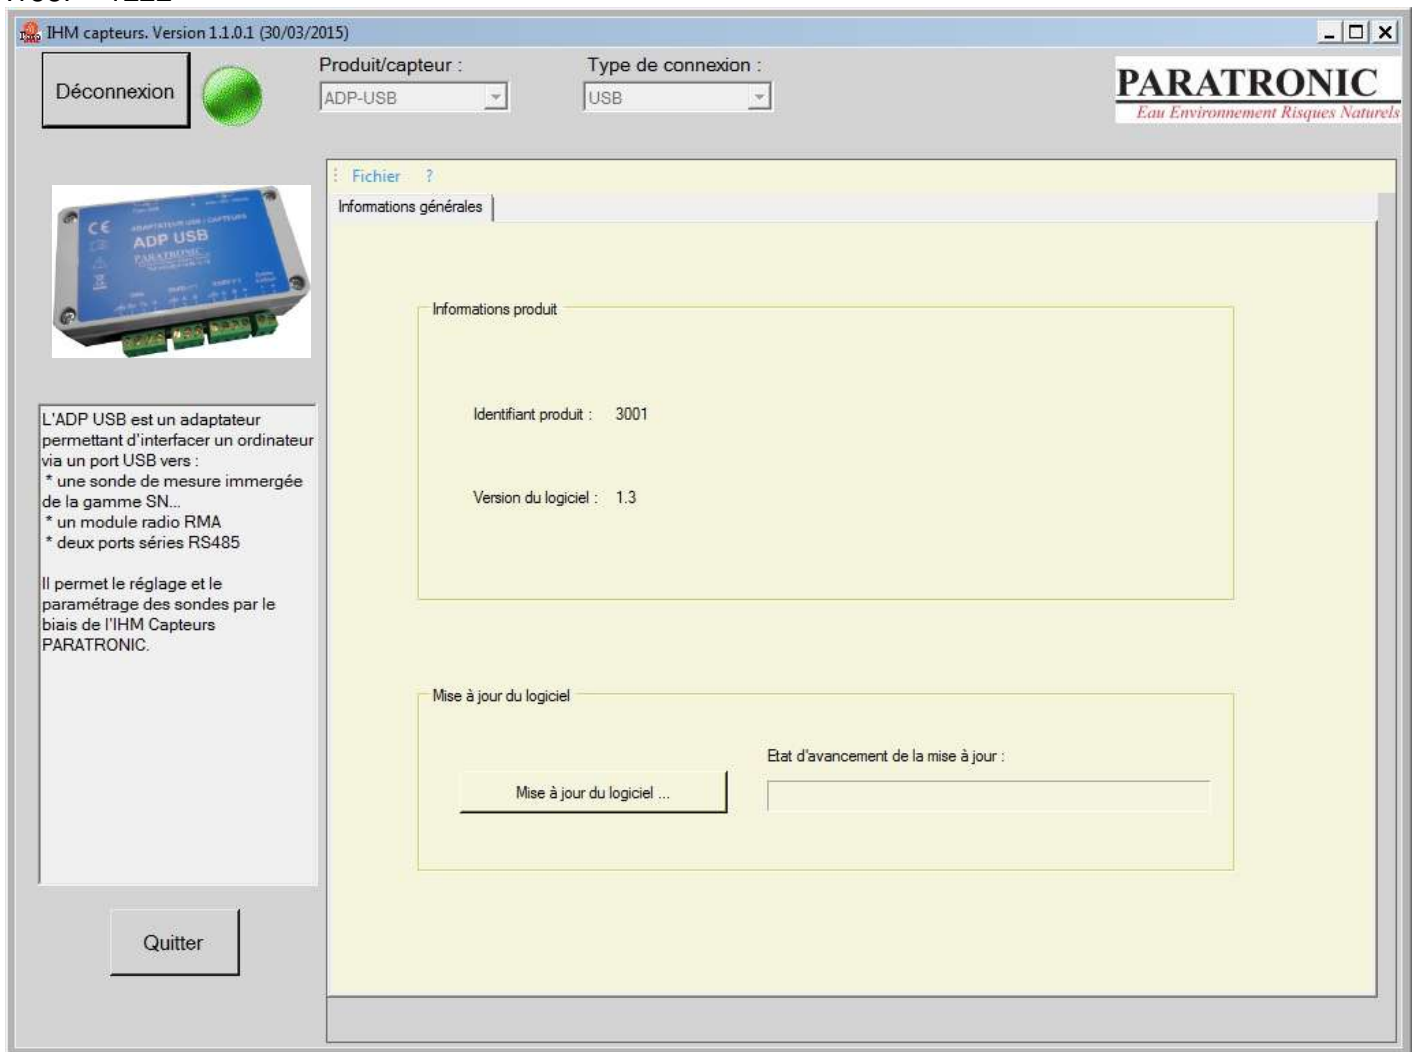 IHM capteurs. Version 1.1.0.1 (30/03/2015)
Déconnexion
Produit/capteur :
Type de connexion :
ADP-USB
USB
PARATRONIC
Eau Environnement Risques Naturels
Fichier ?
Informations générales
CE
ADAPTATEUR USB / CAPTEURS
ADP USB
PARATRONIC
Informations produit
Identifiant produit : 3001
Version du logiciel : 1.3
L'ADP USB est un adaptateur
permettant d'interfacer un ordinateur
via un port USB vers :
* une sonde de mesure immergée
de la gamme SN...
* un module radio RMA
* deux ports séries RS485
Il permet le réglage et le
paramétrage des sondes par le
biais de l'IHM Capteurs
PARATRONIC.
Mise à jour du logiciel
Etat d'avancement de la mise à jour :
Mise à jour du logiciel ...
Quitter